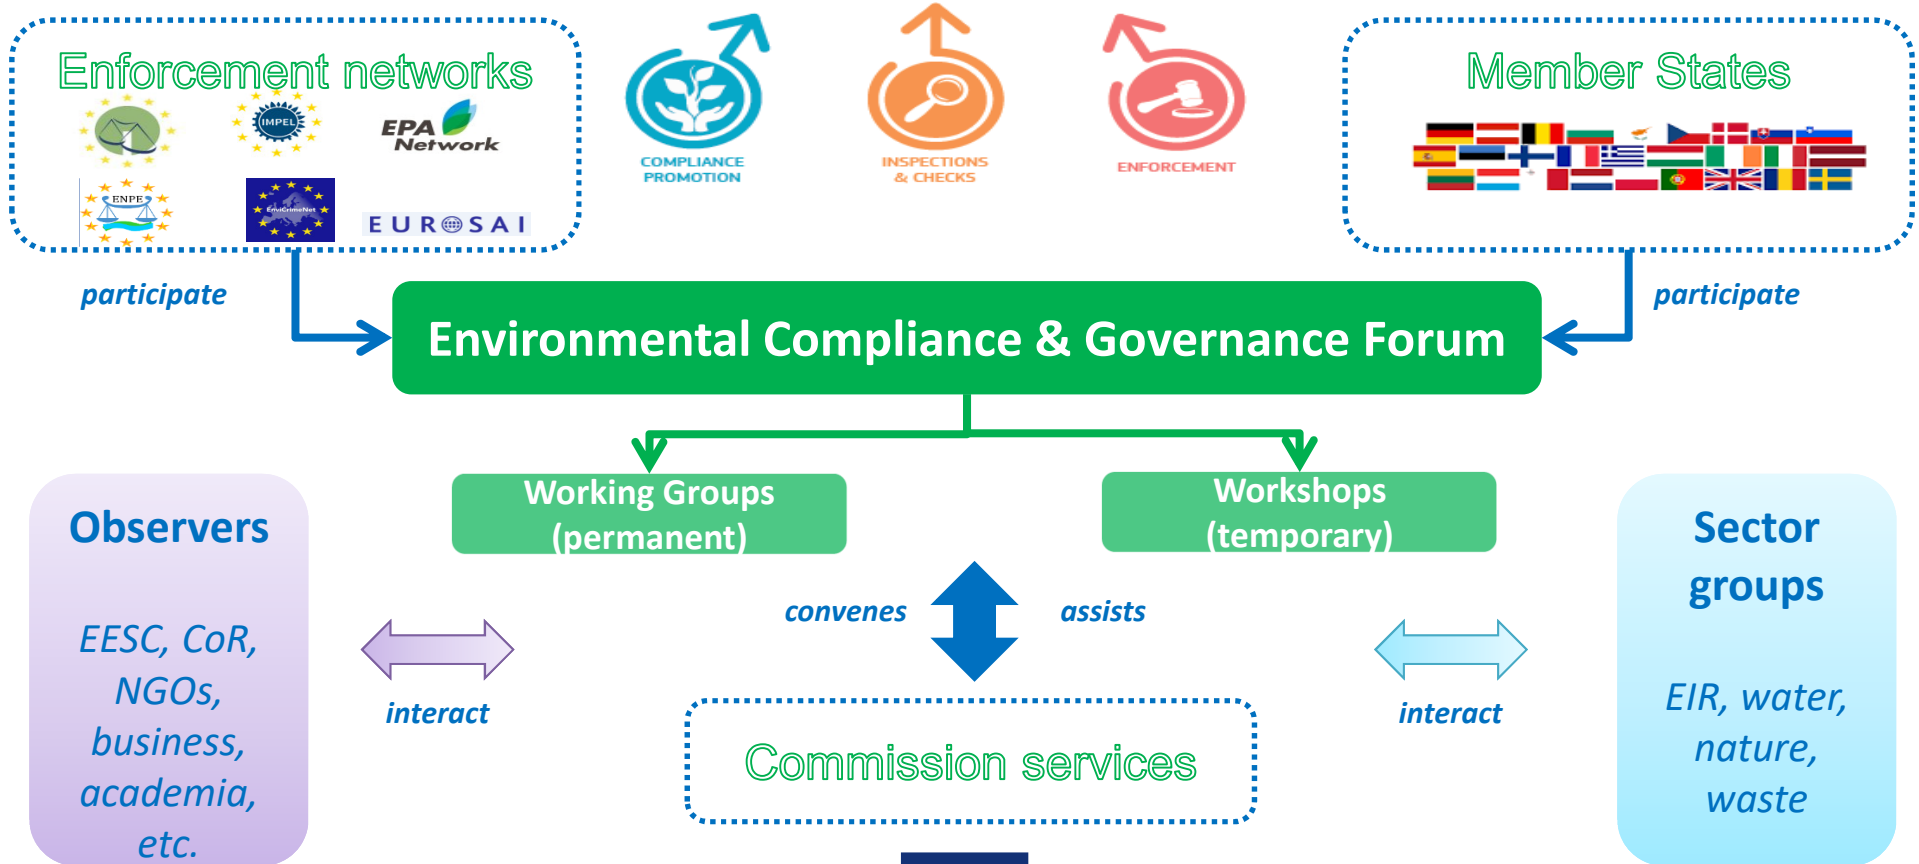 Enforcement networks
IMPEL
EPA
Network
ENPE
EnviCrimeNet
EUROSAI
COMPLIANCE
PROMOTION
INSPECTIONS
& CHECKS
ENFORCEMENT
Member States
participate
participate
Environmental Compliance & Governance Forum
Working Groups
(permanent)
Workshops
(temporary)
Observers
EESC, CoR,
NGOs,
business,
academia,
etc.
interact
convenes
assists
Commission services
interact
Sector
groups
EIR, water,
nature,
waste